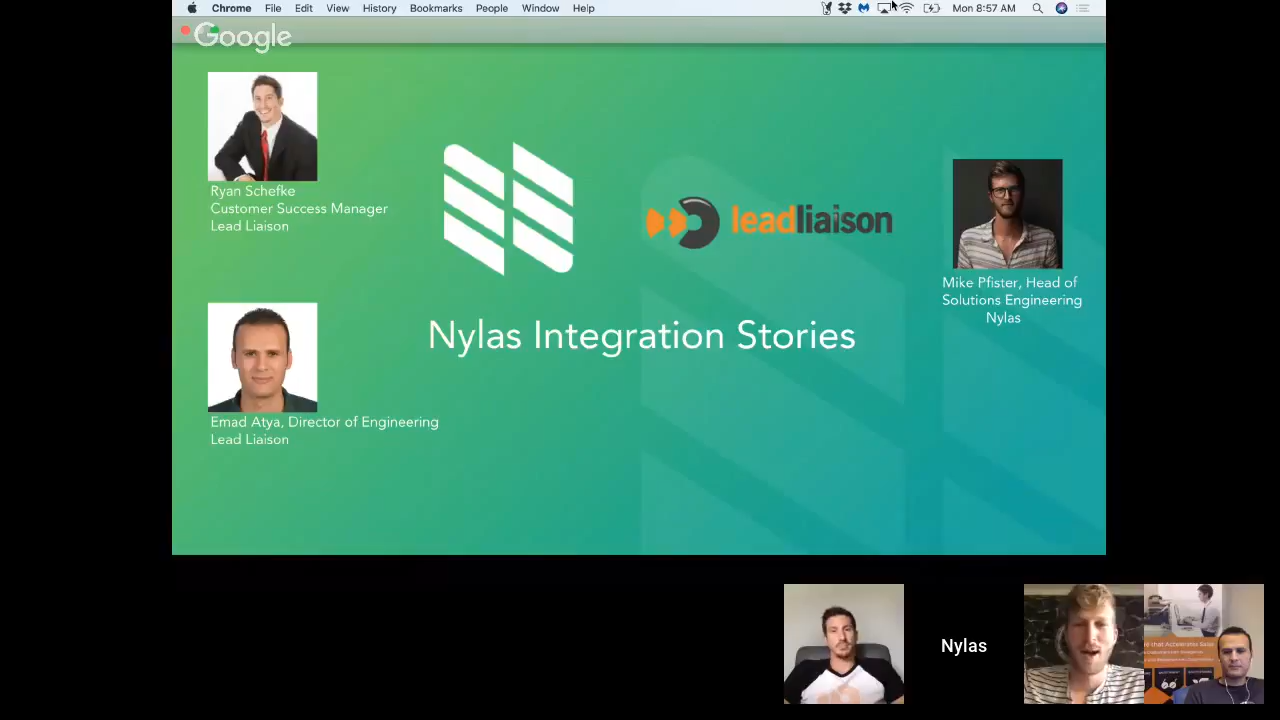 Chrome File Edit View History Bookmarks People Window Help Mon 8:57 AM
Google
Ryan Schefke
Customer Success Manager
Lead Liaison
leadliaison
Mike Pfister, Head of
Solutions Engineering
Nylas
Nylas Integration Stories
Emad Atya, Director of Engineering
Lead Liaison
Nylas